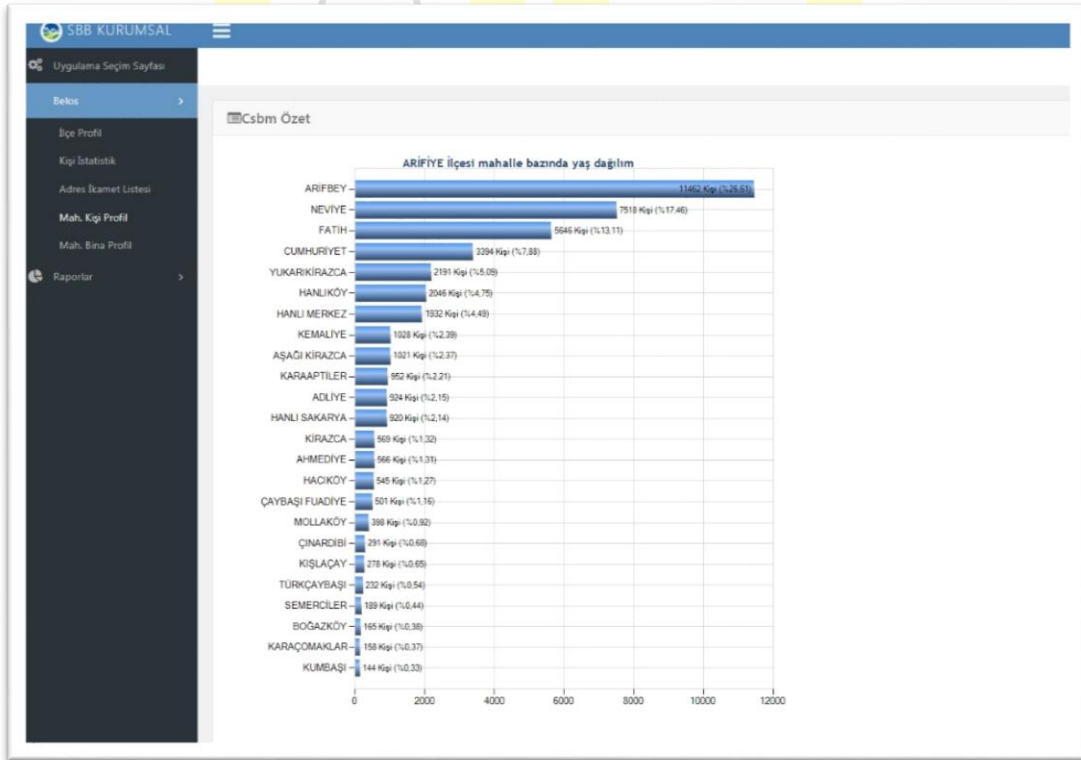 SBB KURUMSAL
Uygulama Seçim Sayfası
Belos
İlçe Profil
Kişi İstatistik
Adres İkamet Listesi
Mah. Kişi Profil
Mah. Bina Profil
Raporlar
Csbm Özet
ARİFİYE İlçesi mahalle bazında yaş dağılım
ARİFBEY 11462 Kişi (%26,61)
NEVİYE 7518 Kişi (%17,46)
FATİH 5646 Kişi (%13,11)
CUMHURİYET 3394 Kişi (%7,88)
YUKARIKİRAZCA 2191 Kişi (%5,09)
HANLIKÖY 2046 Kişi (%4,75)
HANLI MERKEZ 1932 Kişi (%4,49)
KEMALİYE 1028 Kişi (%2,39)
AŞAĞI KİRAZCA 1021 Kişi (%2,37)
KARAAPTİLER 952 Kişi (%2,21)
ADLİYE 924 Kişi (%2,15)
HANLI SAKARYA 920 Kişi (%2,14)
KİRAZCA 569 Kişi (%1,32)
AHMEDİYE 566 Kişi (%1,31)
HACIKÖY 545 Kişi (%1,27)
ÇAYBAŞI FUADİYE 501 Kişi (%1,16)
MOLLAKÖY 398 Kişi (%0,92)
ÇINARDİBİ 291 Kişi (%0,68)
KIŞLAÇAY 278 Kişi (%0,65)
TÜRKÇAYBAŞI 232 Kişi (%0,54)
SEMERCİLER 189 Kişi (%0,44)
BOĞAZKÖY 165 Kişi (%0,38)
KARAÇOMAKLAR 158 Kişi (%0,37)
KUMBAŞI 144 Kişi (%0,33)
0 2000 4000 6000 8000 10000 12000